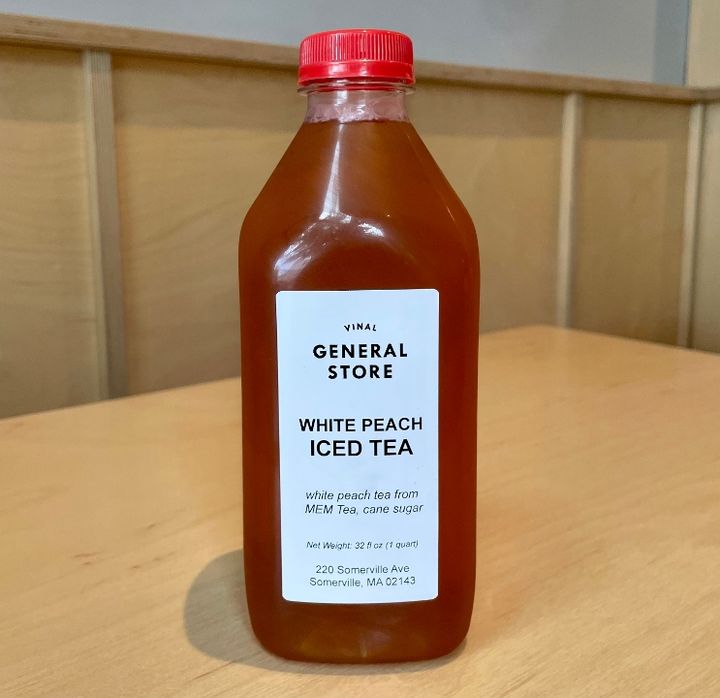 VINAL
GENERAL
STORE
WHITE PEACH
ICED TEA
white peach tea from
MEM Tea, cane sugar
Net Weight: 32 fl oz (1 quart)
220 Somerville Ave
Somerville, MA 02143